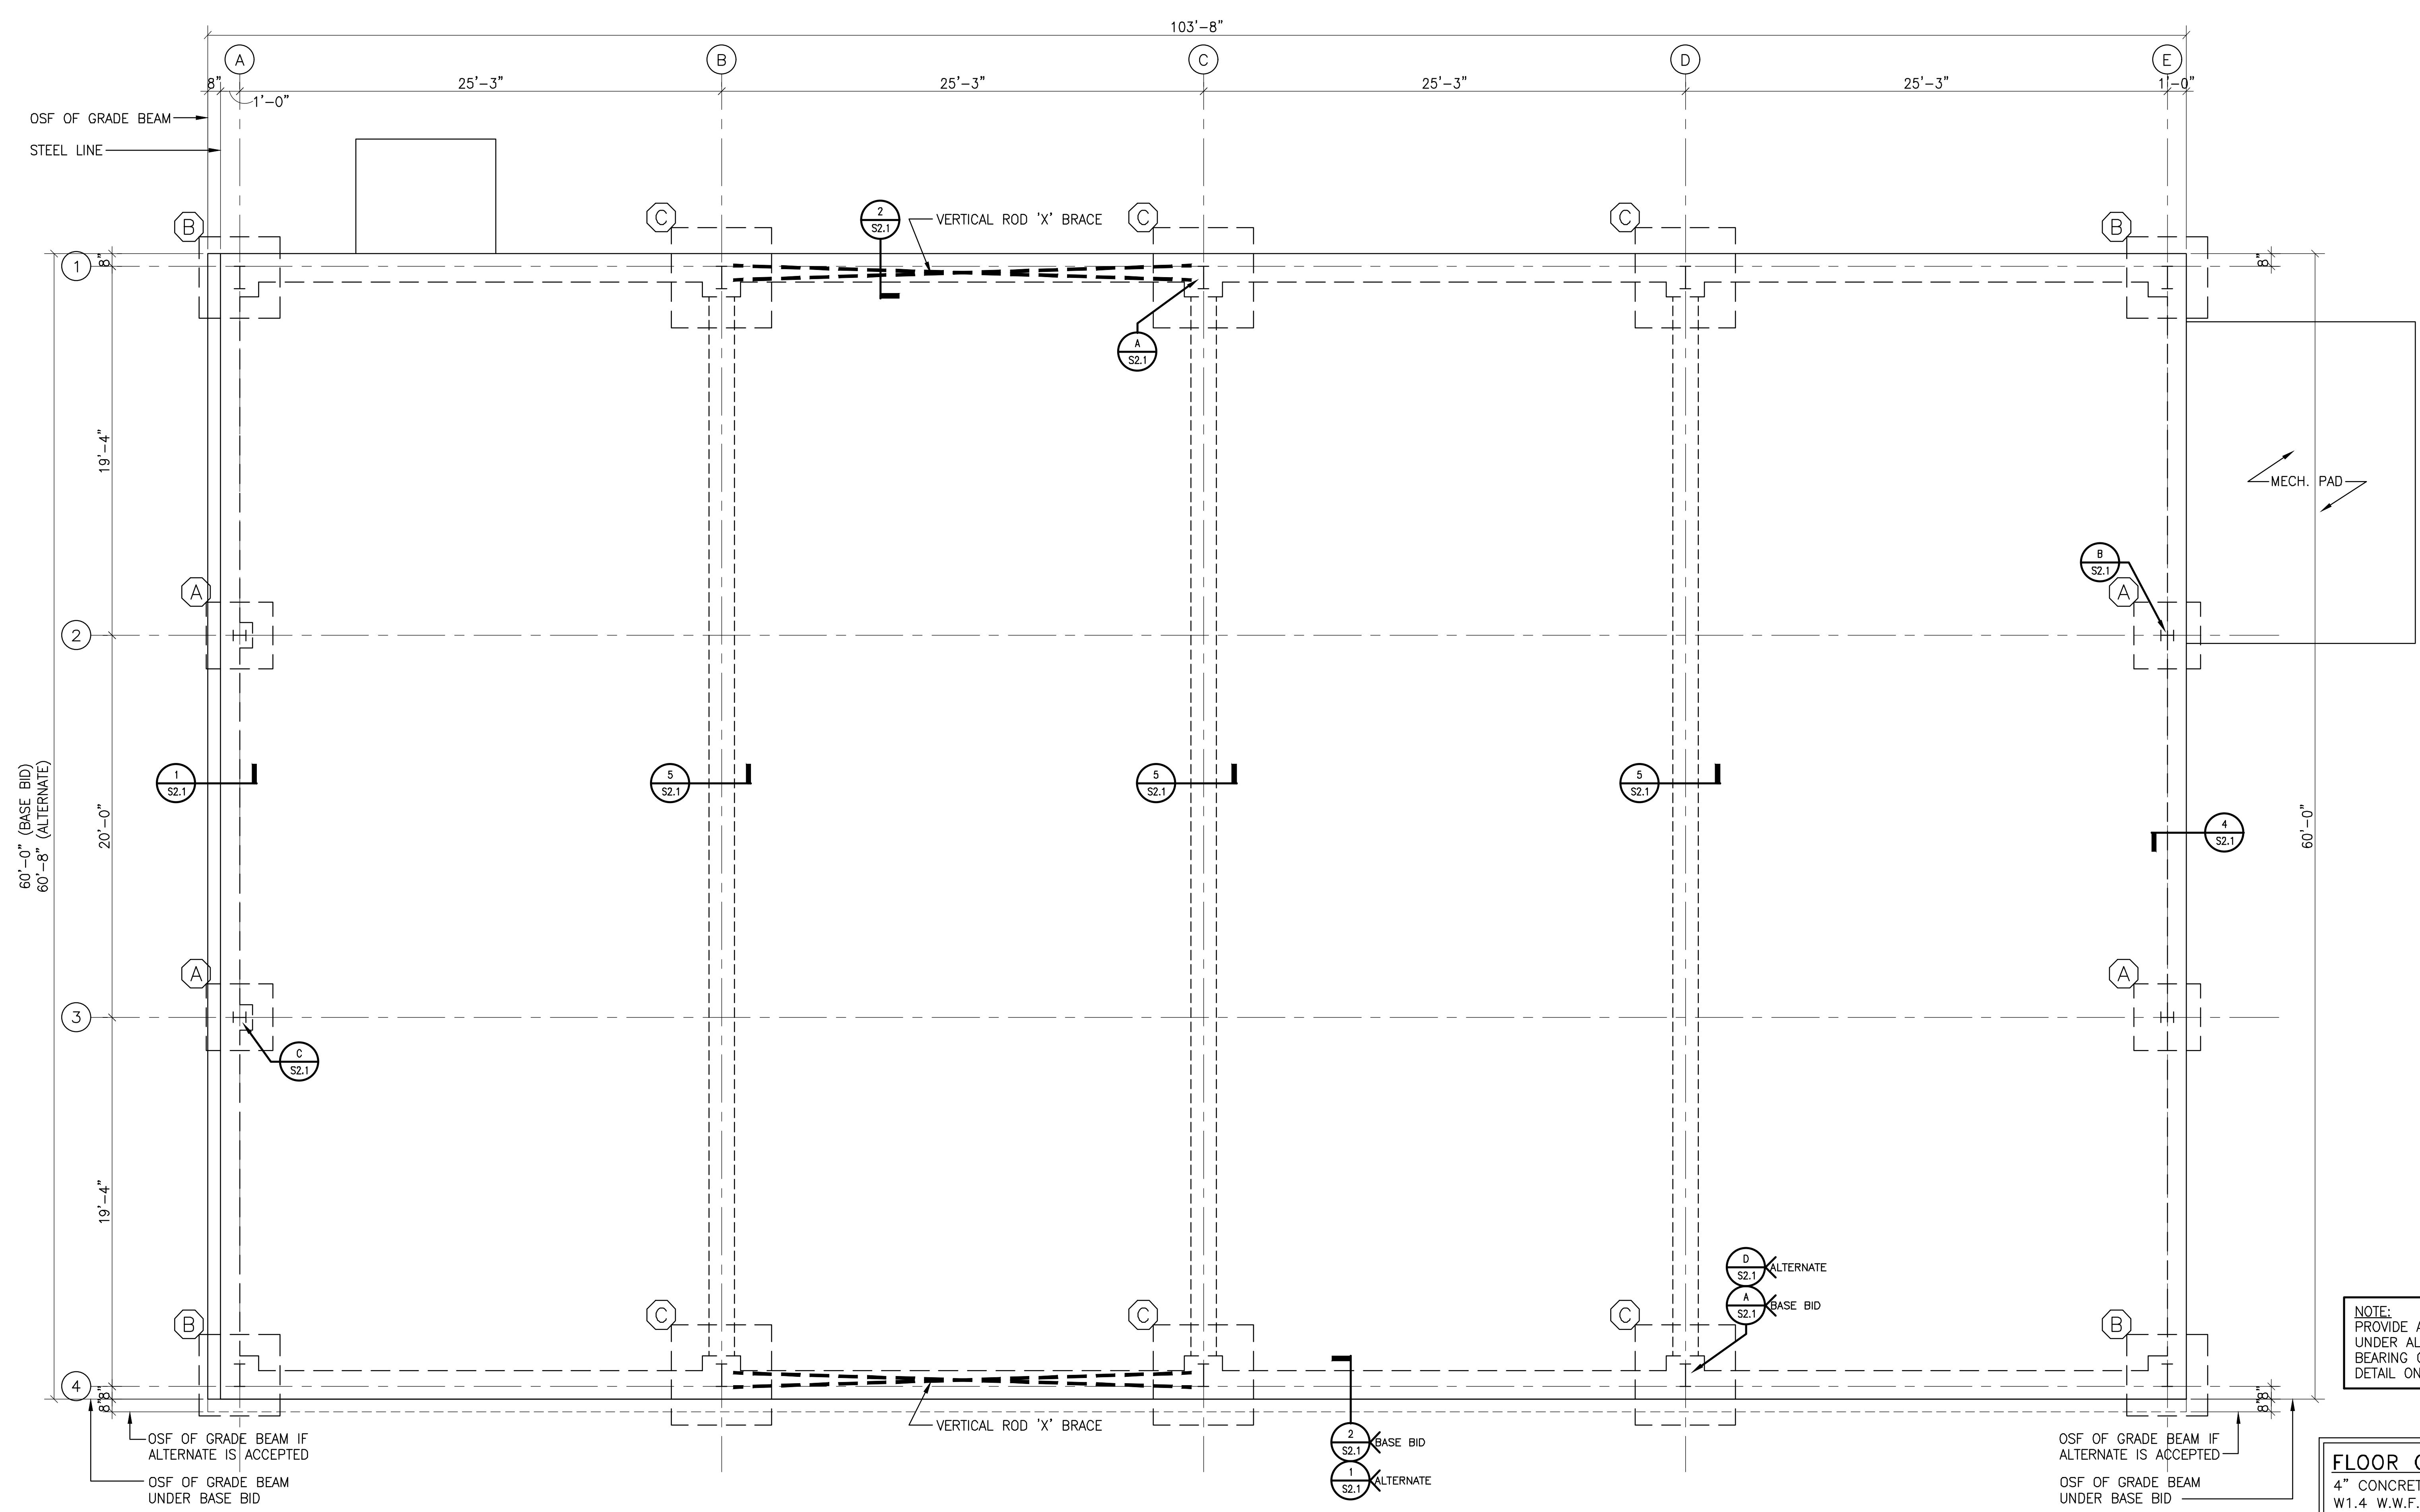 103'-8"
A
B
C
D
E
8"
25'-3"
25'-3"
25'-3"
25'-3"
1'-0"
1'-0"
OSF OF GRADE BEAM
STEEL LINE
B
C
2
S2.1
VERTICAL ROD 'X' BRACE
C
C
B
1
8"
8"
A
S2.1
19'-4"
MECH. PAD
B
S2.1
A
A
2
1
S2.1
5
S2.1
5
S2.1
5
S2.1
4
S2.1
60'-0" (BASE BID)
60'-8" (ALTERNATE)
20'-0"
60'-0"
A
A
3
C
S2.1
19'-4"
D
S2.1
ALTERNATE
A
S2.1
BASE BID
B
C
C
C
B
NOTE:
PROVIDE
UNDER
BEARING
DETAIL
4
8"
8"
8"
8"
VERTICAL ROD 'X' BRACE
2
S2.1
BASE BID
1
S2.1
ALTERNATE
OSF OF GRADE BEAM IF
ALTERNATE IS ACCEPTED
OSF OF GRADE BEAM
UNDER BASE BID
OSF OF GRADE BEAM IF
ALTERNATE IS ACCEPTED
OSF OF GRADE BEAM
UNDER BASE BID
FLOOR
4"
W1.4 W.W.F.